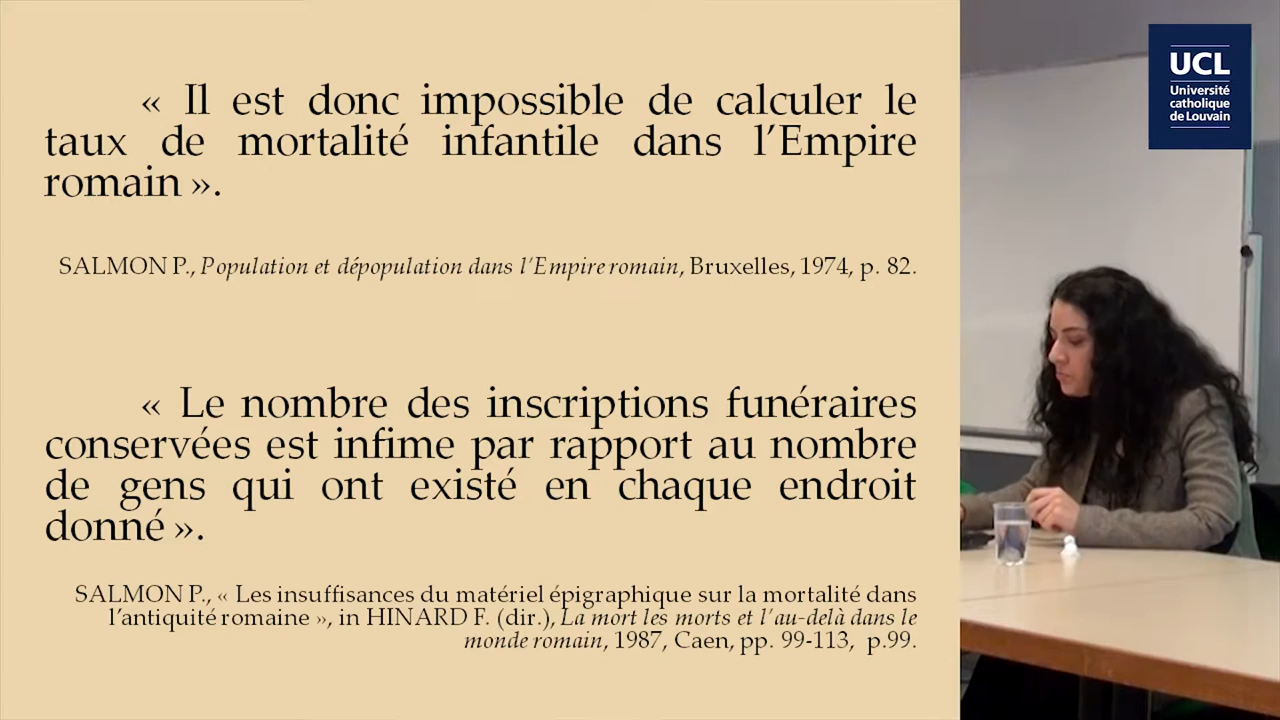 « Il est donc impossible de calculer le
taux de mortalité infantile dans l'Empire
romain ».
SALMON P., Population et dépopulation dans l'Empire romain, Bruxelles, 1974, p. 82.
« Le nombre des inscriptions funéraires
conservées est infime par rapport au nombre
de gens qui ont existé en chaque endroit
donné ».
SALMON P., « Les insuffisances du matériel épigraphique sur la mortalité dans
l'antiquité romaine », in HINARD F. (dir.), La mort les morts et l'au-delà dans le
monde romain, 1987, Caen, pp. 99-113, p.99.
UCL
Université
catholique
de Louvain